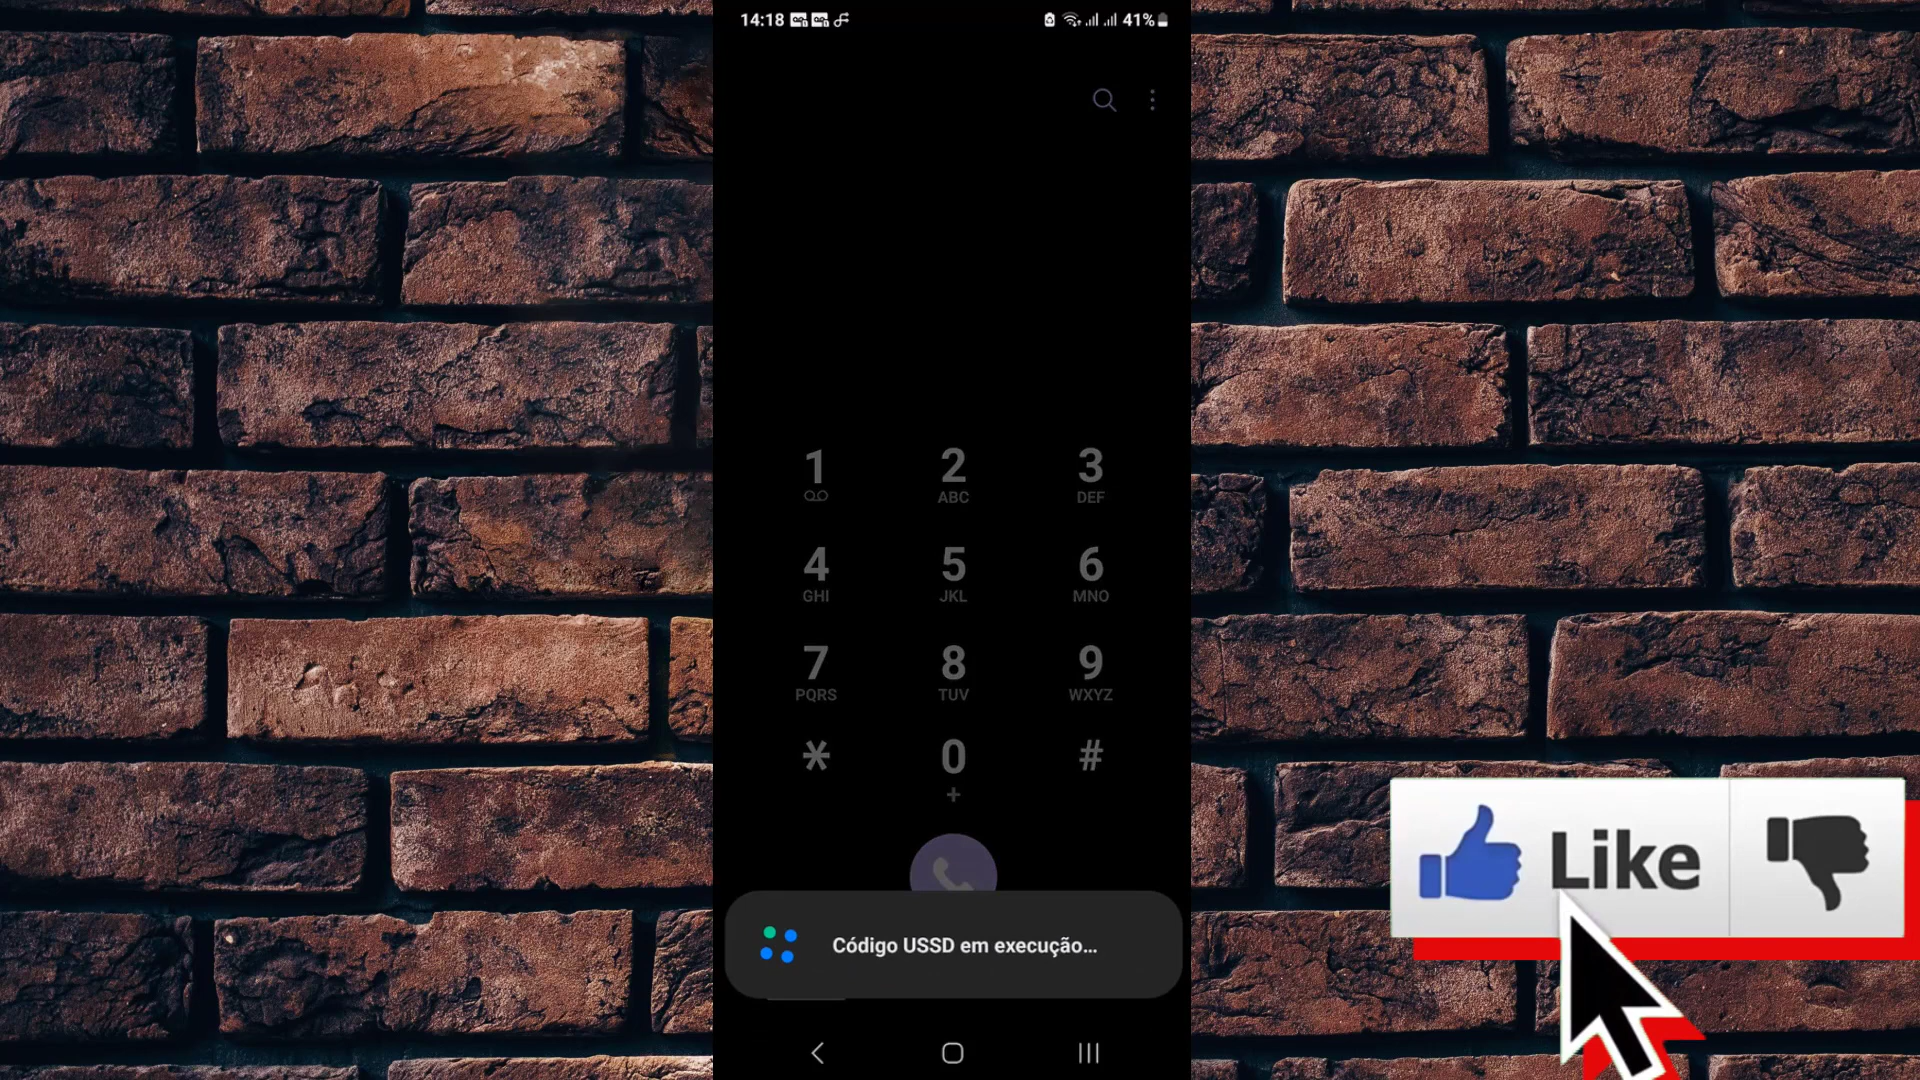 14:18
41%
1
2
ABC
3
DEF
4
GHI
5
JKL
6
MNO
7
PQRS
8
TUV
9
WXYZ
*
0
+
#
Código USSD em execução...
Like